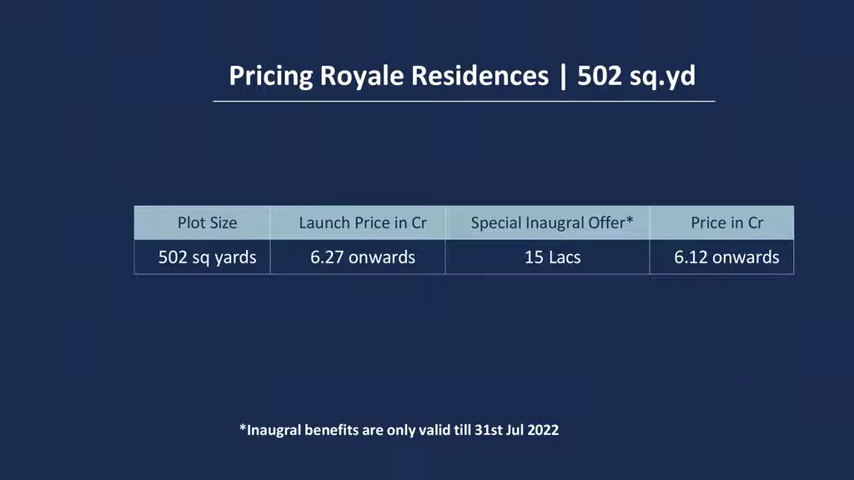 Pricing Royale Residences | 502 sq.yd
Plot Size Launch Price in Cr Special Inaugral Offer* Price in Cr
502 sq yards 6.27 onwards 15 Lacs 6.12 onwards
*Inaugral benefits are only valid till 31st Jul 2022